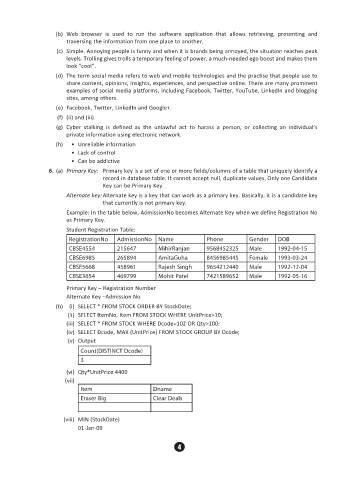 (b) Web browser is used to run the software application that allows retrieving, presenting and
traversing the information from one place to another.
(c) Simple. Annoying people is funny and when it is brands being annoyed, the situation reaches peak
levels. Trolling gives trolls a temporary feeling of power, a much-needed ego boost and makes them
look "cool".
(d) The term social media refers to web and mobile technologies and the practise that people use to
share content, opinions, insights, experiences, and perspective online. There are many prominent
examples of social media platforms, including Facebook, Twitter, YouTube, LinkedIn and blogging
sites, among others.
(e) Facebook, Twitter, LinkedIn and Google+.
(f) (ii) and (iii)
(g) Cyber stalking is defined as the unlawful act to harass a person, or collecting an individual's
private information using electronic network.
(h) • Unreliable information
• Lack of control
• Can be addictive
6. (a) Primary Key: Primary key is a set of one or more fields/columns of a table that uniquely identify a
record in database table. It cannot accept null, duplicate values. Only one Candidate
Key can be Primary Key.
Alternate key: Alternate key is a key that can work as a primary key. Basically, it is a candidate key
that currently is not primary key.
Example: In the table below, AdmissionNo becomes Alternate Key when we define Registration No
as Primary Key.
Student Registration Table:
RegistrationNo AdmissionNo Name Phone Gender DOB
CBSE4554 215647 MihirRanjan 9568452325 Male 1992-04-15
CBSE6985 265894 AmitaGuha 8456985445 Female 1993-03-24
CBSE5668 458961 Rajesh Singh 9654212440 Male 1992-12-04
CBSE3654 469799 Mohit Patel 7421589652 Male 1992-05-16
Primary Key – Registration Number
Alternate Key –Admission No
(b) (i) SELECT * FROM STOCK ORDER BY StockDate;
(ii) SELECT ItemNo, Item FROM STOCK WHERE UnitPrice>10;
(iii) SELECT * FROM STOCK WHERE Dcode=102 OR Qty>100;
(iv) SELECT Dcode, MAX (UnitPrice) FROM STOCK GROUP BY Dcode;
(v) Output
Count(DISTINCT Dcode)
3
(vi) Qty*UnitPrice 4400
(vii)
Item Dname
Eraser Big Clear Deals
(viii) MIN (StockDate)
01-Jan-09
4